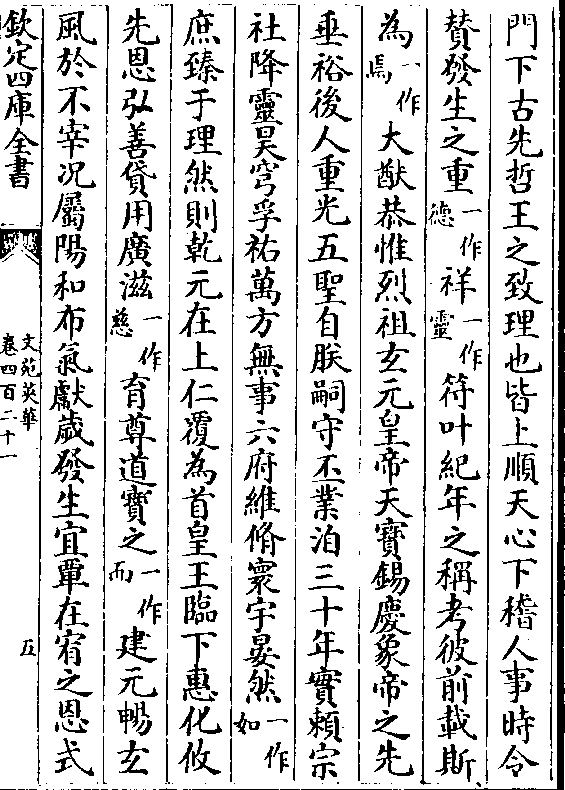 門下古先哲王之致理也皆上順天心下稽人事時令
賛發生之重一作德祥一作靈符叶紀年之稱考彼前載斯
為一作焉大猷恭惟烈祖玄元皇帝天寶錫慶象帝之先
垂裕後人重光五聖自朕嗣守丕業洎三十年實頼宗
社降靈昊穹孚祐萬方無事六府維脩寰宇晏然一作如
庶臻于理然則乾元在上仁覆為首皇王臨下惠化攸
先思弘善貸用廣滋一作慈育尊道寶之一作而建元暢玄
風於不宰况屬陽和布氣獻歲發生宜覃在宥之恩式
欽定四庫全書
文苑英華
卷四百二十一
五